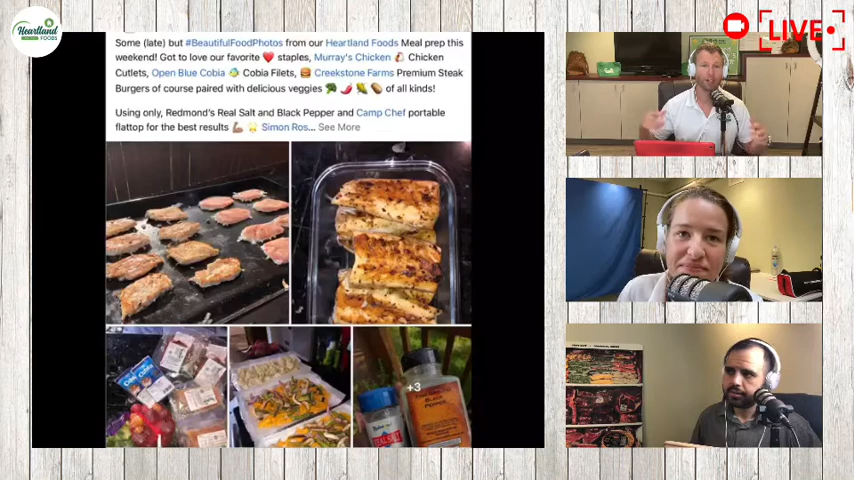 Heartland
FOODS
LIVE
Some (late) but #BeautifulFoodPhotos from our Heartland Foods Meal prep this
weekend! Got to love our favorite ❤️ staples, Murray's Chicken 🐔 Chicken
Cutlets, Open Blue Cobia 🐠 Cobia Filets, 🍔 Creekstone Farms Premium Steak
Burgers of course paired with delicious veggies 🥦 🌶️ 🌽 🥔 of all kinds!
Using only, Redmond's Real Salt and Black Pepper and Camp Chef portable
flattop for the best results 💪🏽 🌟 Simon Ros... See More
+3
BLACK
PEPPER